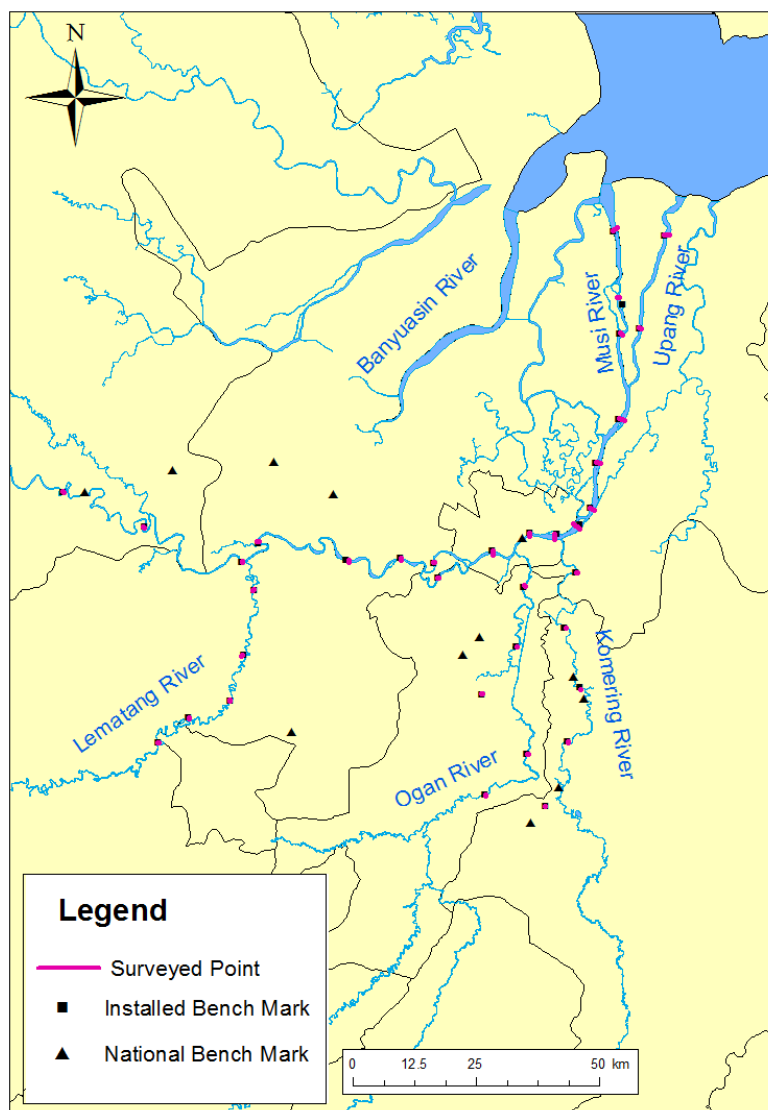 N
Banyuasin River
Musi River
Upang River
Lematang River
Komering River
Ogan River
Legend
Surveyed Point
Installed Bench Mark
National Bench Mark
0 12.5 25 50 km